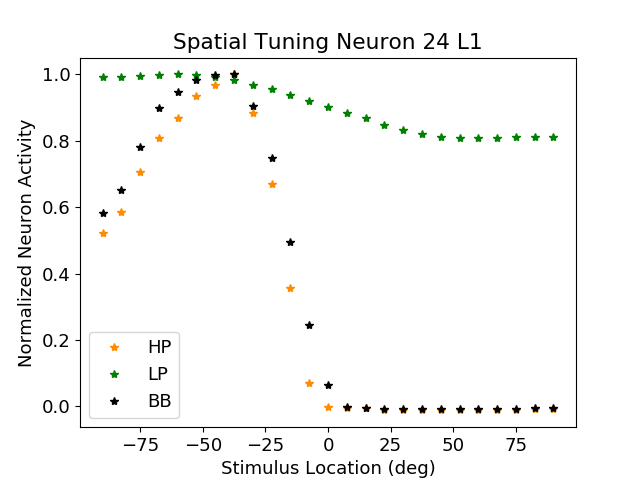 Spatial Tuning Neuron 24 L1
Normalized Neuron Activity
1.0
0.8
0.6
0.4
0.2
0.0
HP
LP
BB
−75
−50
−25
0
25
50
75
Stimulus Location (deg)